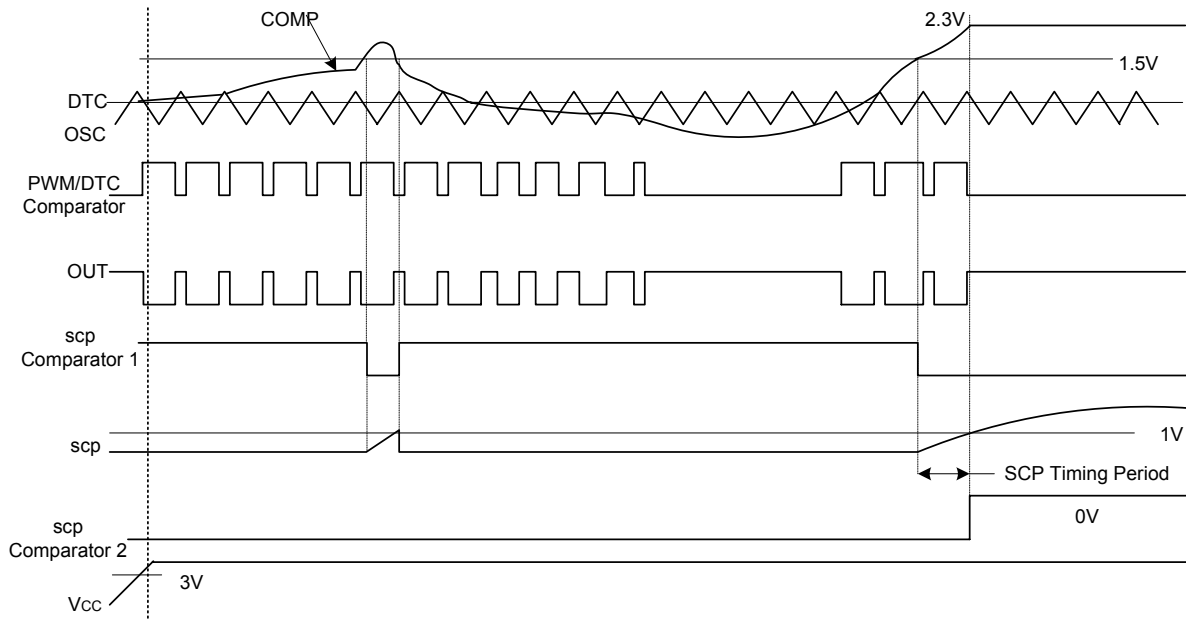 COMP
2.3V
1.5V
DTC
OSC
PWM/DTC
Comparator
OUT
scp
Comparator 1
scp
1V
SCP Timing Period
scp
Comparator 2
0V
3V
Vcc